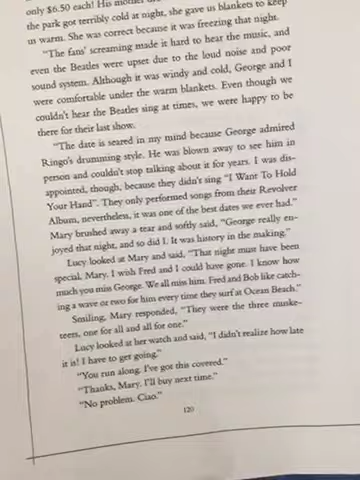 only $6.50 each! His mother
the park got terribly cold at night, she gave us blankets to keep
us warm. She was correct because it was freezing that night.
"The fans' screaming made it hard to hear the music, and
even the Beatles were upset due to the loud noise and poor
sound system. Although it was windy and cold, George and I
were comfortable under the warm blankets. Even though we
couldn't hear the Beatles sing at times, we were happy to be
there for their last show.
"The date is seared in my mind because George admired
Ringo's drumming style. He was blown away to see him in
person and couldn't stop talking about it for years. I was dis-
appointed, though, because they didn't sing "I Want To Hold
Your Hand". They only performed songs from their Revolver
Album, nevertheless, it was one of the best dates we ever had."
Mary brushed away a tear and softly said, "George really en-
joyed that night, and so did I. It was history in the making."
Lucy looked at Mary and said, "That night must have been
special, Mary. I wish Fred and I could have gone. I know how
much you miss George. We all miss him. Fred and Bob like catch-
ing a wave or two for him every time they surf at Ocean Beach."
Smiling, Mary responded, "They were the three muske-
teers, one for all and all for one."
Lucy looked at her watch and said, "I didn't realize how late
it is! I have to get going."
"You run along. I've got this covered."
"Thanks, Mary. I'll buy next time."
"No problem. Ciao."
120